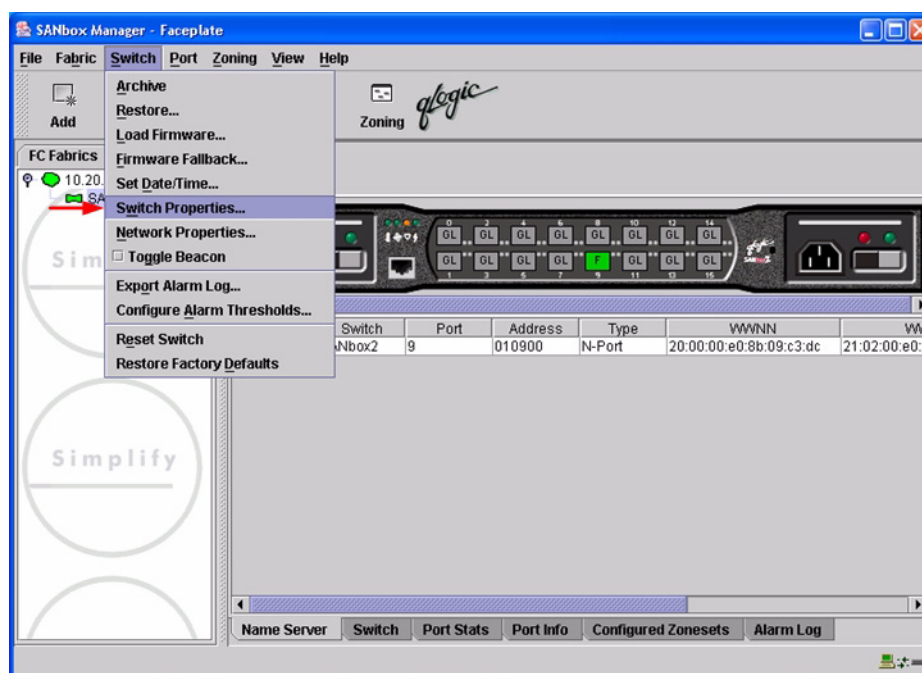 SANbox Manager - Faceplate
File Fabric Switch Port Zoning View Help
Add
Zoning
qlogic
FC Fabrics
10.20.
SA
Archive
Restore...
Load Firmware...
Firmware Fallback...
Set Date/Time...
Switch Properties...
Network Properties...
Toggle Beacon
Export Alarm Log...
Configure Alarm Thresholds...
Reset Switch
Restore Factory Defaults
0 2 4 6 8 10 12 14
GL GL GL GL GL GL GL GL
GL GL GL GL F GL GL GL
1 3 5 7 9 11 13 15
Switch Port Address Type WWNN WW
Nbox2 9 010900 N-Port 20:00:00:e0:8b:09:c3:dc 21:02:00:e0:
Sim
Simplify
Name Server Switch Port Stats Port Info Configured Zonesets Alarm Log